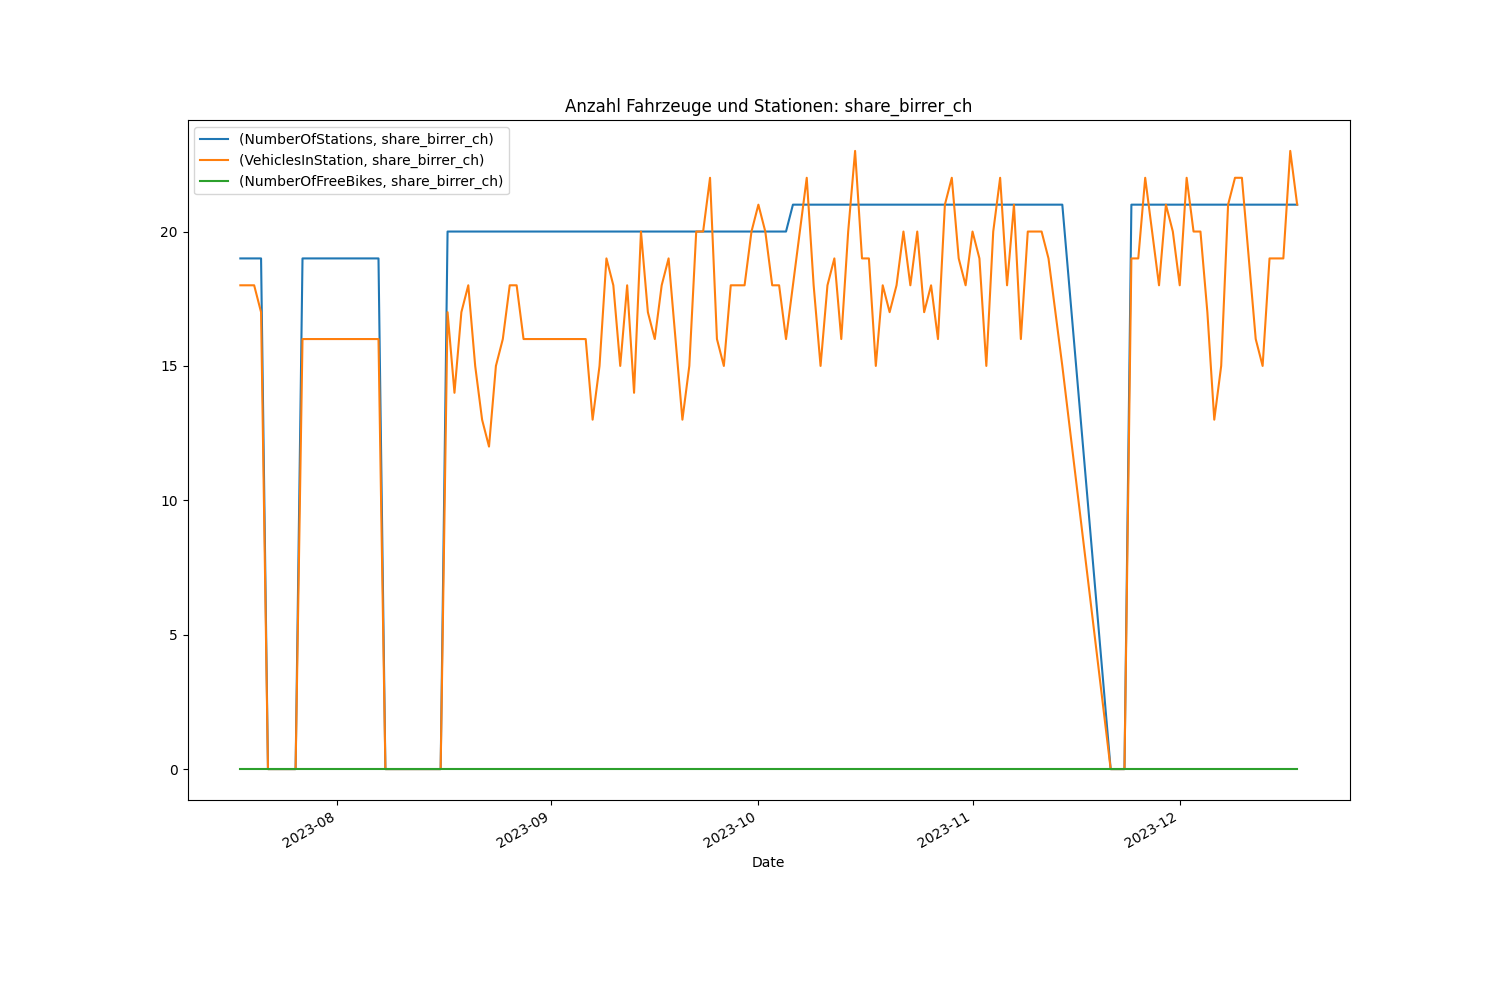 Anzahl Fahrzeuge und Stationen: share_birrer_ch
(NumberOfStations, share_birrer_ch)
(VehiclesInStation, share_birrer_ch)
(NumberOfFreeBikes, share_birrer_ch)
20
15
10
5
0
2023-08
2023-09
2023-10
2023-11
2023-12
Date